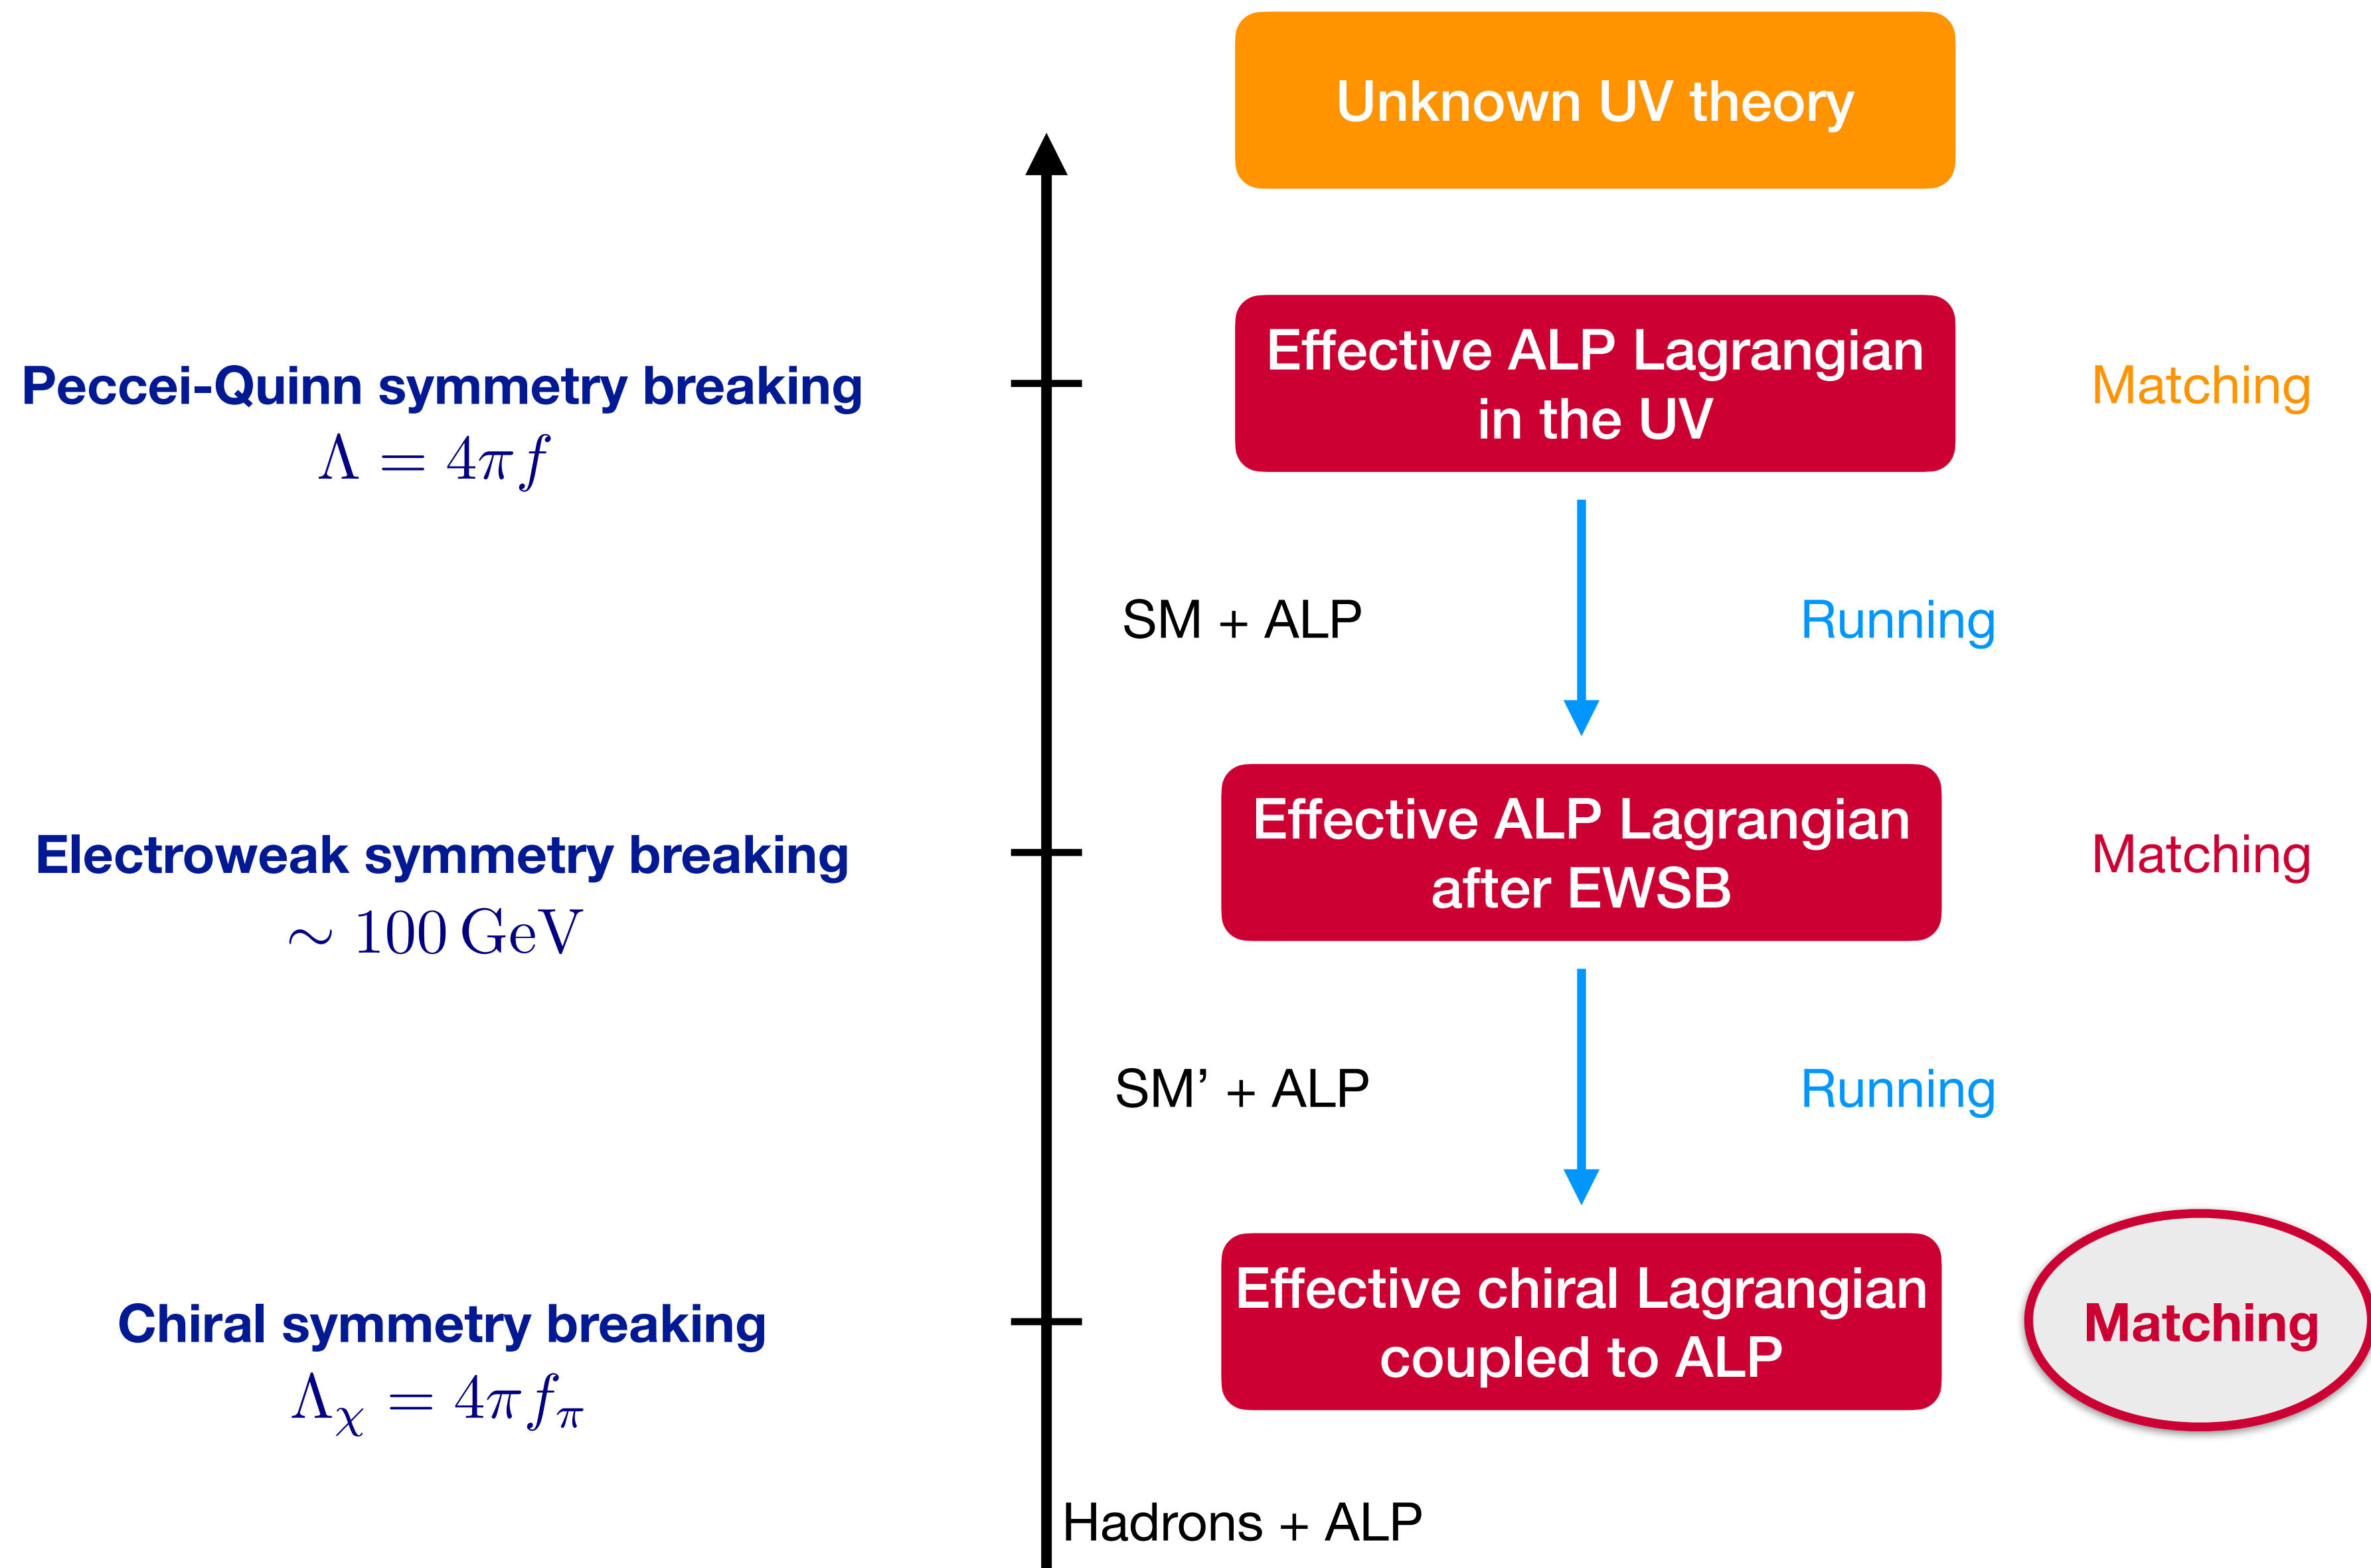 Unknown UV theory
Effective ALP Lagrangian
in the UV
Peccei-Quinn symmetry breaking
Λ = 4πf
Matching
SM + ALP
Running
Effective ALP Lagrangian
after EWSB
Electroweak symmetry breaking
∼ 100 GeV
Matching
SM’ + ALP
Running
Effective chiral Lagrangian
coupled to ALP
Chiral symmetry breaking
Λ_χ = 4πf_π
Matching
Hadrons + ALP